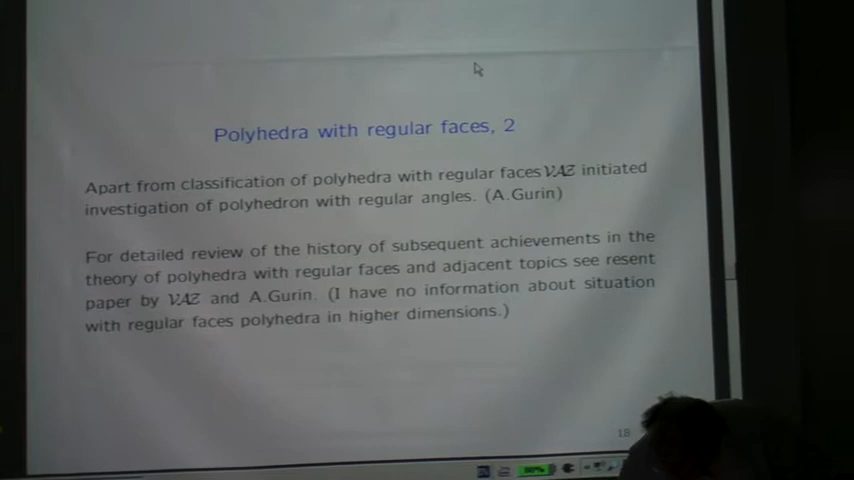 Polyhedra with regular faces, 2
Apart from classification of polyhedra with regular faces VAZ initiated
investigation of polyhedron with regular angles. (A.Gurin)
For detailed review of the history of subsequent achievements in the
theory of polyhedra with regular faces and adjacent topics see resent
paper by VAZ and A.Gurin. (I have no information about situation
with regular faces polyhedra in higher dimensions.)
18